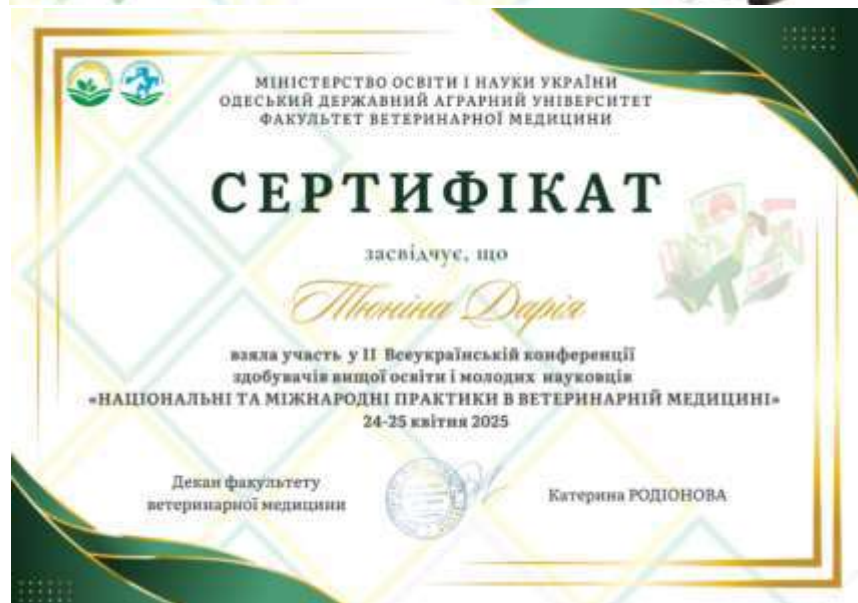 МІНІСТЕРСТВО ОСВІТИ І НАУКИ УКРАЇНИ
ОДЕСЬКИЙ ДЕРЖАВНИЙ АГРАРНИЙ УНІВЕРСИТЕТ
ФАКУЛЬТЕТ ВЕТЕРИНАРНОЇ МЕДИЦИНИ
СЕРТИФІКАТ
засвідчує, що
Тюніна Дарія
взяла участь у ІІ Всеукраїнській конференції
здобувачів вищої освіти і молодих науковців
«НАЦІОНАЛЬНІ ТА МІЖНАРОДНІ ПРАКТИКИ В ВЕТЕРИНАРНІЙ МЕДИЦИНІ»
24-25 квітня 2025
Декан факультету
ветеринарної медицини
Катерина РОДІОНОВА